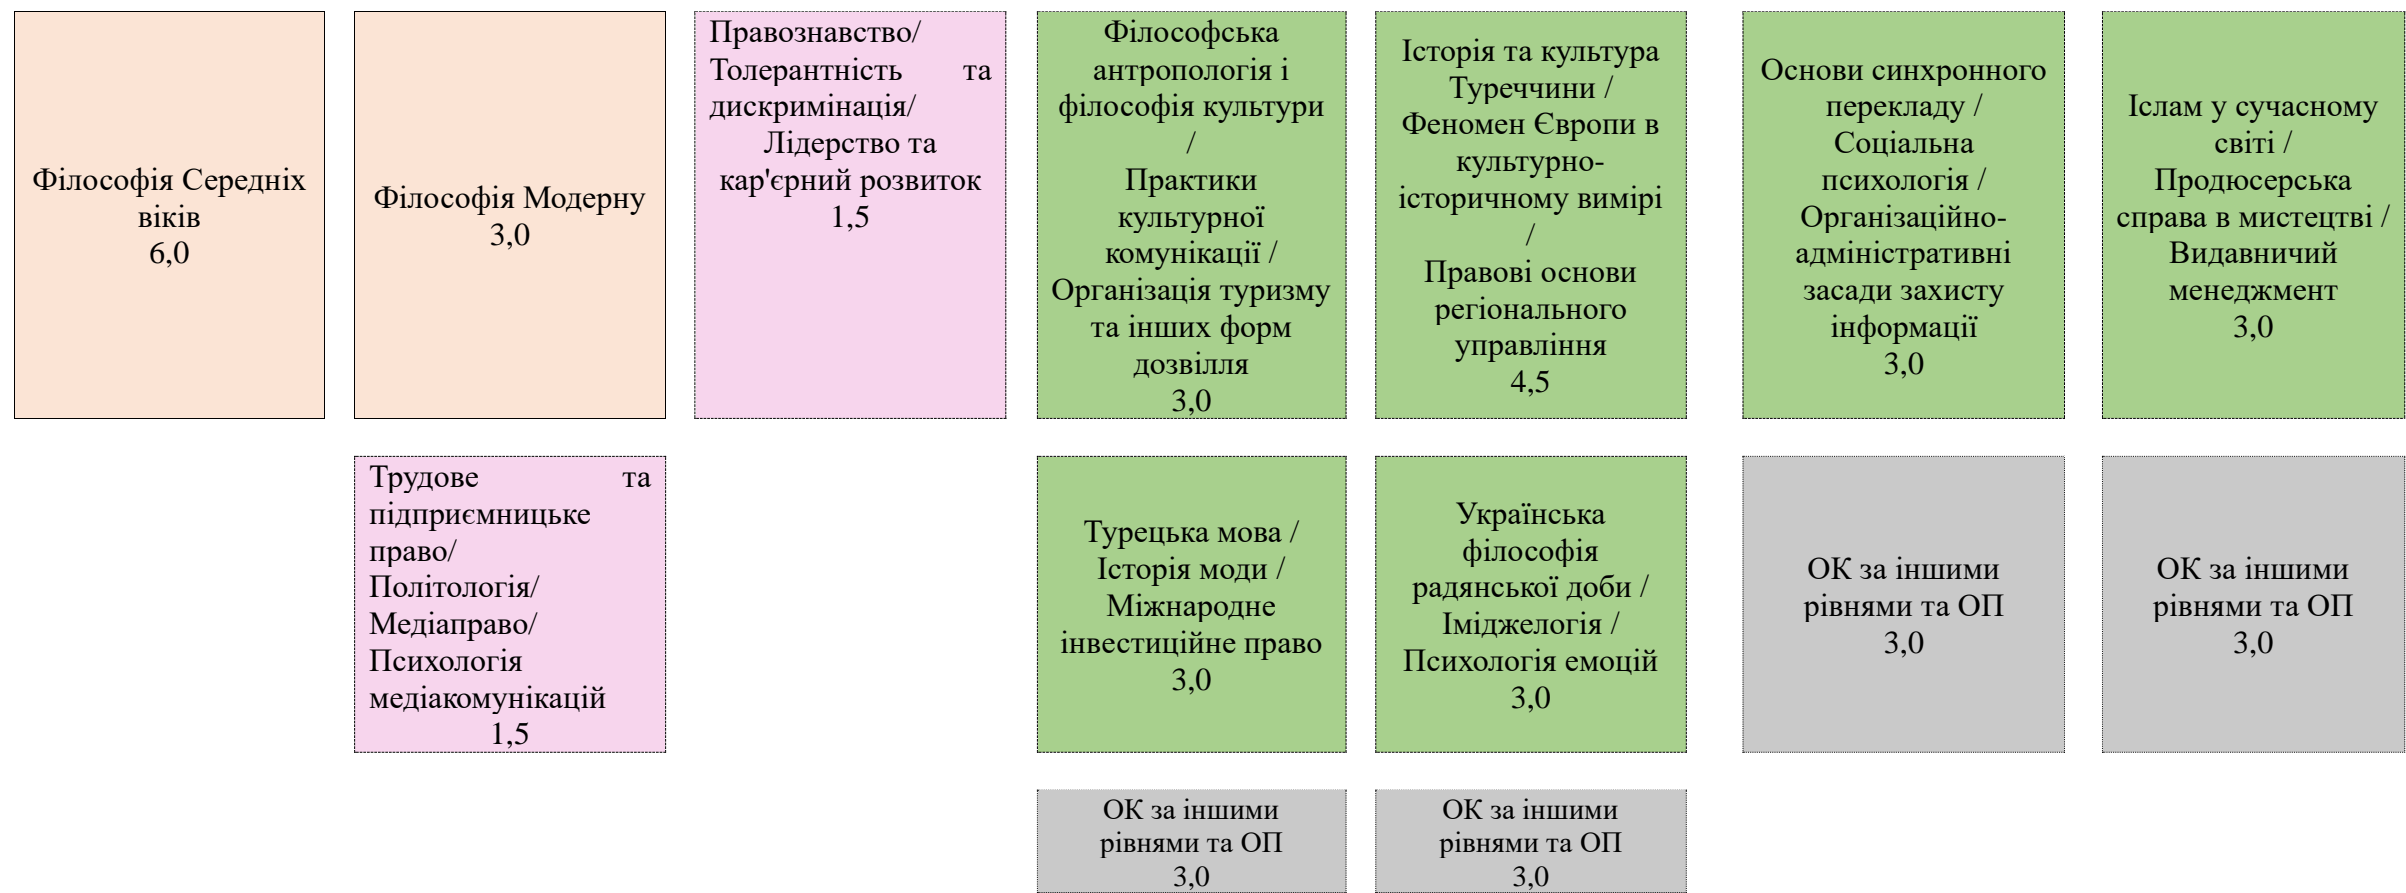 Філософія Середніх
віків
6,0
Філософія Модерну
3,0
Правознавство/
Толерантність та
дискримінація/
Лідерство та
кар'єрний розвиток
1,5
Філософська
антропологія і
філософія культури
/
Практики
культурної
комунікації /
Організація туризму
та інших форм
дозвілля
3,0
Історія та культура
Туреччини /
Феномен Європи в
культурно-
історичному вимірі
/
Правові основи
регіонального
управління
4,5
Основи синхронного
перекладу /
Соціальна
психологія /
Організаційно-
адміністративні
засади захисту
інформації
3,0
Іслам у сучасному
світі /
Продюсерська
справа в мистецтві /
Видавничий
менеджмент
3,0
Трудове та
підприємницьке
право/
Політологія/
Медіаправо/
Психологія
медіакомунікацій
1,5
Турецька мова /
Історія моди /
Міжнародне
інвестиційне право
3,0
Українська
філософія
радянської доби /
Іміджелогія /
Психологія емоцій
3,0
ОК за іншими
рівнями та ОП
3,0
ОК за іншими
рівнями та ОП
3,0
ОК за іншими
рівнями та ОП
3,0
ОК за іншими
рівнями та ОП
3,0